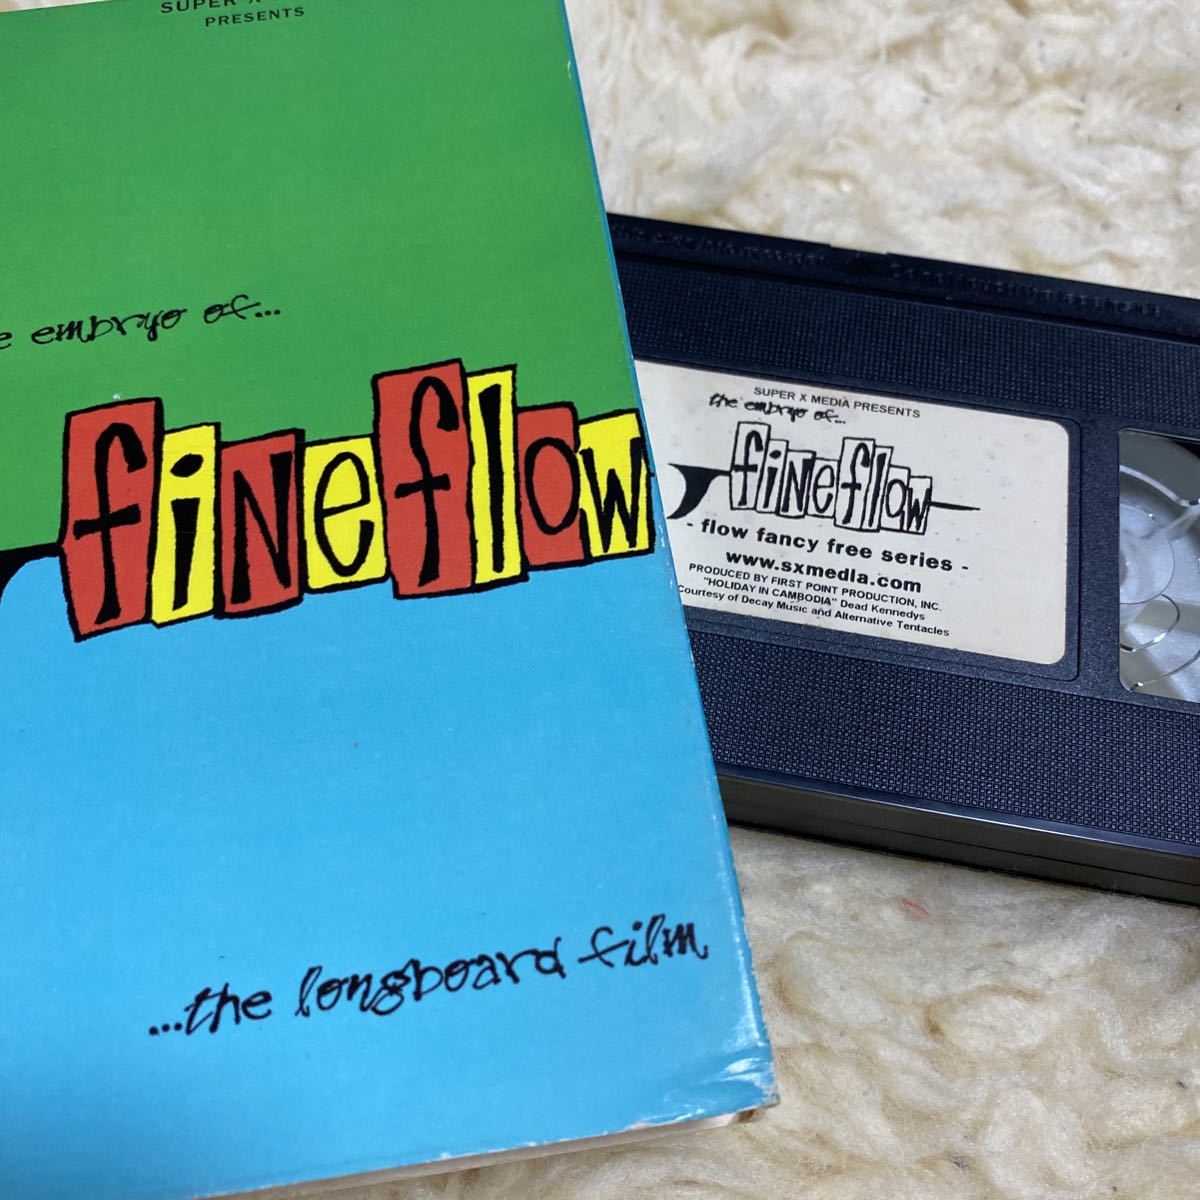 SUPER X
PRESENTS
embryo of...
fineflow
...the longboard film
SUPER X MEDIA PRESENTS
the embryo of...
fineflow
- flow fancy free series -
www.sxmedia.com
PRODUCED BY FIRST POINT PRODUCTION, INC.
"HOLIDAY IN CAMBODIA" Dead Kennedys
Courtesy of Decay Music and Alternative Tentacles